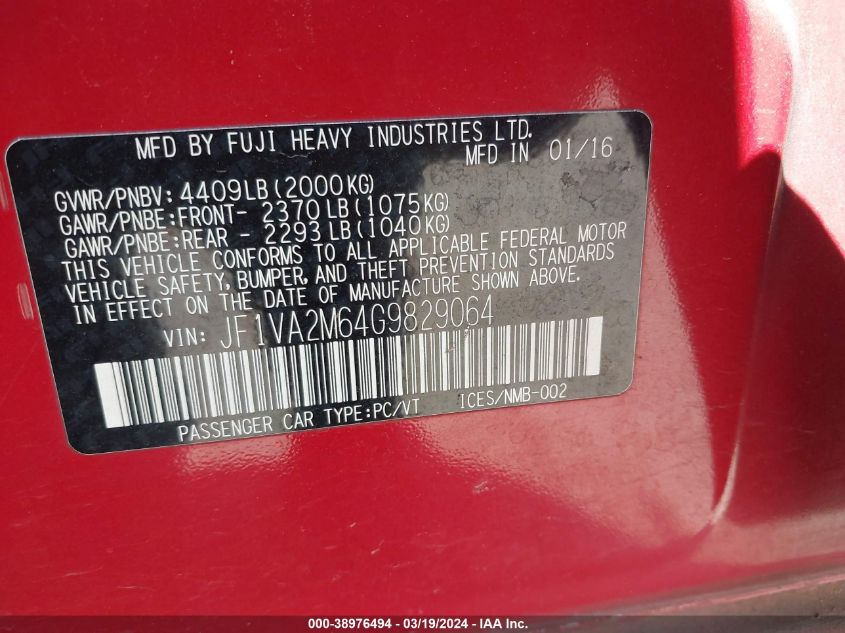 MFD BY FUJI HEAVY INDUSTRIES LTD.
MFD IN 01/16
GVWR/PNBV: 4409LB(2000KG)
GAWR/PNBE:FRONT- 2370LB(1075KG)
GAWR/PNBE:REAR - 2293LB(1040KG)
THIS VEHICLE CONFORMS TO ALL APPLICABLE FEDERAL MOTOR
VEHICLE SAFETY, BUMPER, AND THEFT PREVENTION STANDARDS
IN EFFECT ON THE DATE OF MANUFACTURE SHOWN ABOVE.
VIN: JF1VA2M64G9829064
PASSENGER CAR TYPE:PC/VT ICES/NMB-002
000-38976494 - 03/19/2024 - IAA Inc.